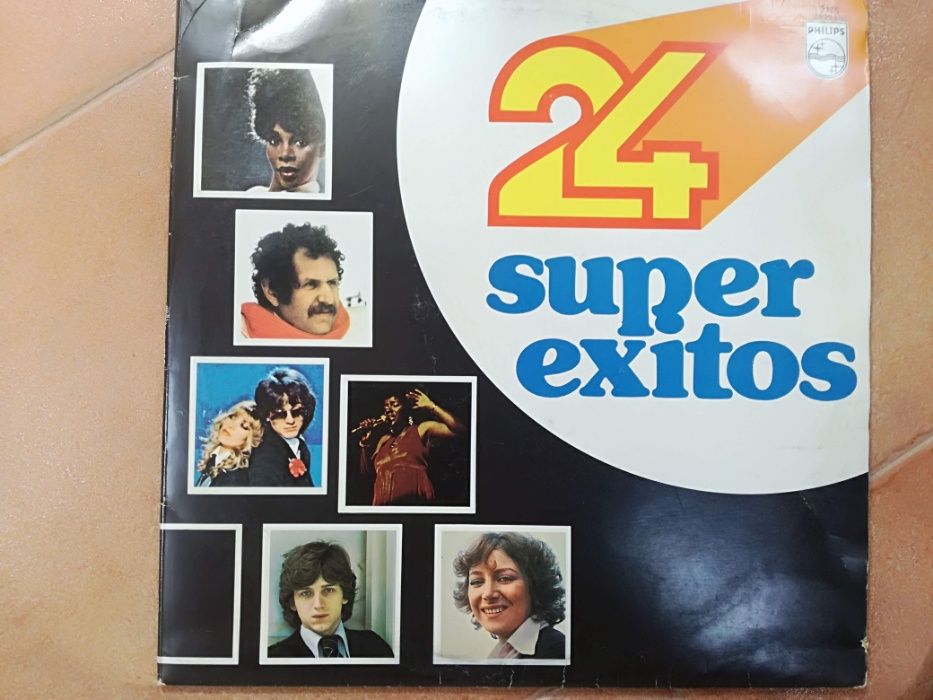 PHILIPS
24
super
exitos